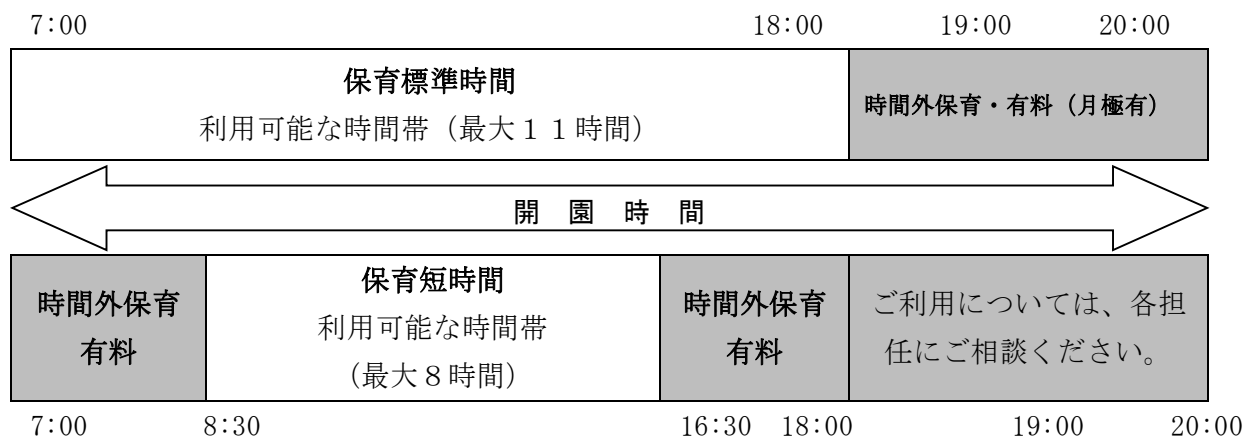 7:00 18:00 19:00 20:00
保育標準時間
利用可能な時間帯（最大１１時間）
時間外保育・有料（月極有）
開 園 時 間
時間外保育
有料
保育短時間
利用可能な時間帯
（最大８時間）
時間外保育
有料
ご利用については、各担
任にご相談ください。
7:00 8:30 16:30 18:00 19:00 20:00